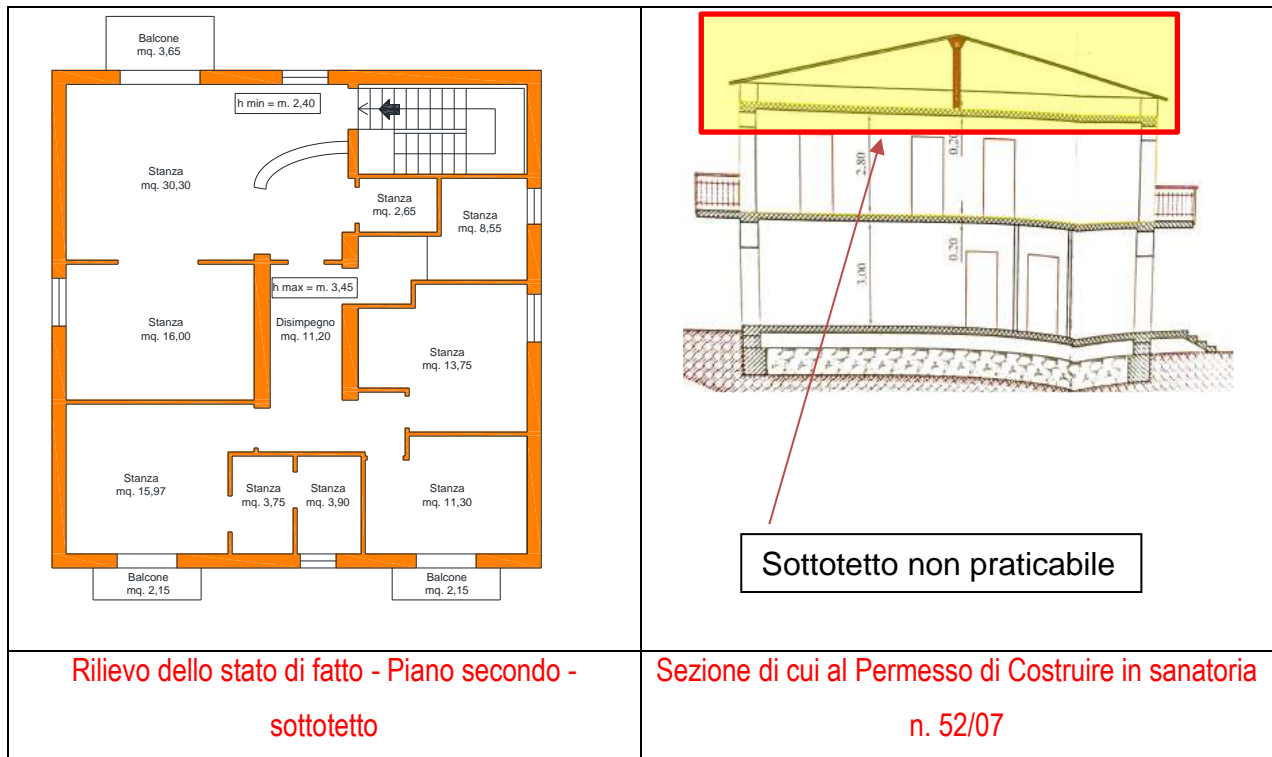 Balcone
mq. 3,65
h min = m. 2,40
Stanza
mq. 30,30
Stanza
mq. 2,65
Stanza
mq. 8,55
h max = m. 3,45
Stanza
mq. 16,00
Disimpegno
mq. 11,20
Stanza
mq. 13,75
Stanza
mq. 15,97
Stanza
mq. 3,75
Stanza
mq. 3,90
Stanza
mq. 11,30
Balcone
mq. 2,15
Balcone
mq. 2,15
2,80
0,20
3,00
0,20
Sottotetto non praticabile
Rilievo dello stato di fatto - Piano secondo -
sottotetto
Sezione di cui al Permesso di Costruire in sanatoria
n. 52/07